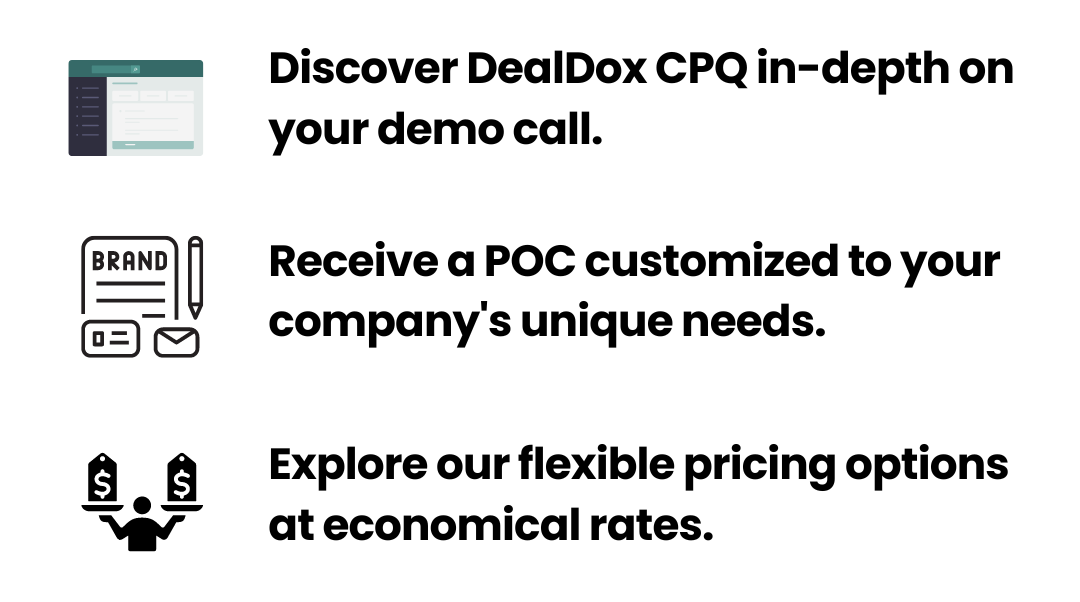 Discover DealDox CPQ in-depth on
your demo call.
BRAND
Receive a POC customized to your
company's unique needs.
$ $
Explore our flexible pricing options
at economical rates.